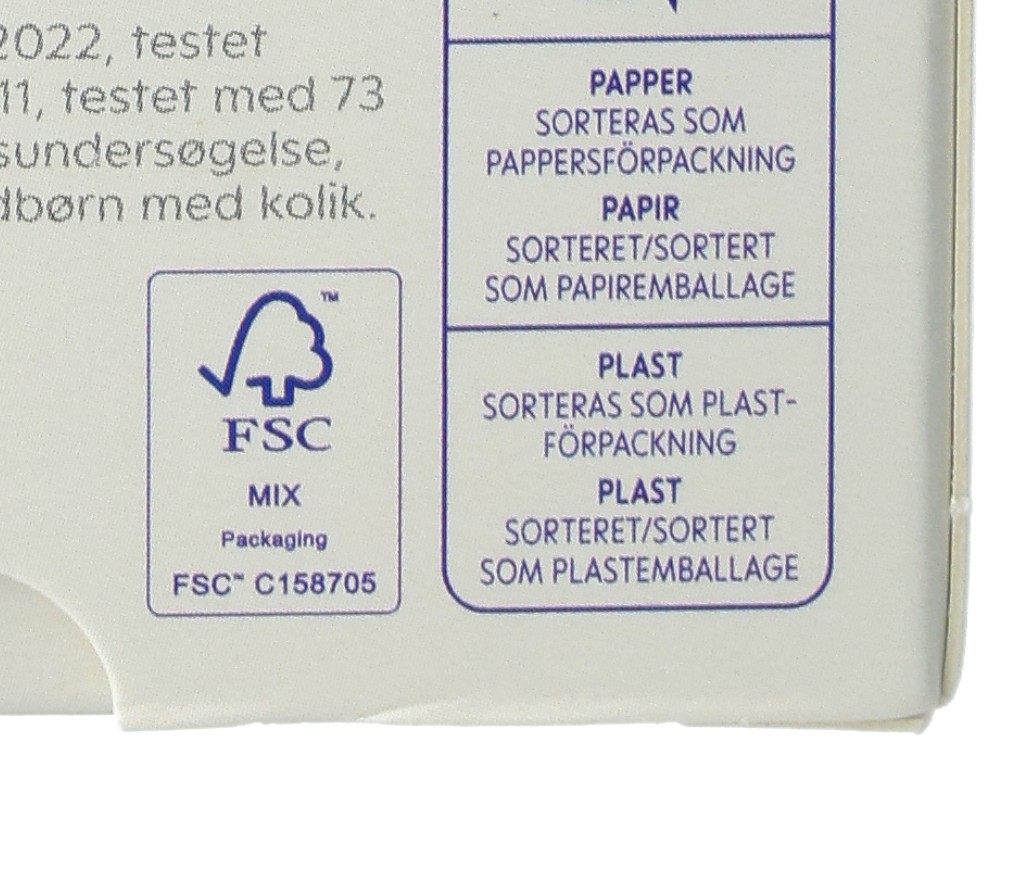 2022, testet
11, testet med 73
sundersøgelse,
dbørn med kolik.
™
FSC
MIX
Packaging
FSC™ C158705
PAPPER
SORTERAS SOM
PAPPERSFÖRPACKNING
PAPIR
SORTERET/SORTERT
SOM PAPIREMBALLAGE
PLAST
SORTERAS SOM PLAST-
FÖRPACKNING
PLAST
SORTERET/SORTERT
SOM PLASTEMBALLAGE